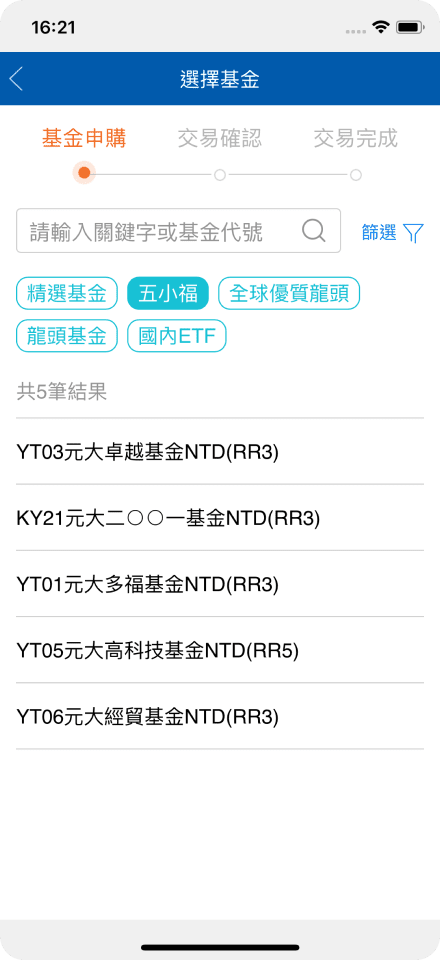 16:21
選擇基金
基金申購 交易確認 交易完成
請輸入關鍵字或基金代號 篩選
精選基金 五小福 全球優質龍頭
龍頭基金 國內ETF
共5筆結果
YT03元大卓越基金NTD(RR3)
KY21元大二〇〇一基金NTD(RR3)
YT01元大多福基金NTD(RR3)
YT05元大高科技基金NTD(RR5)
YT06元大經貿基金NTD(RR3)